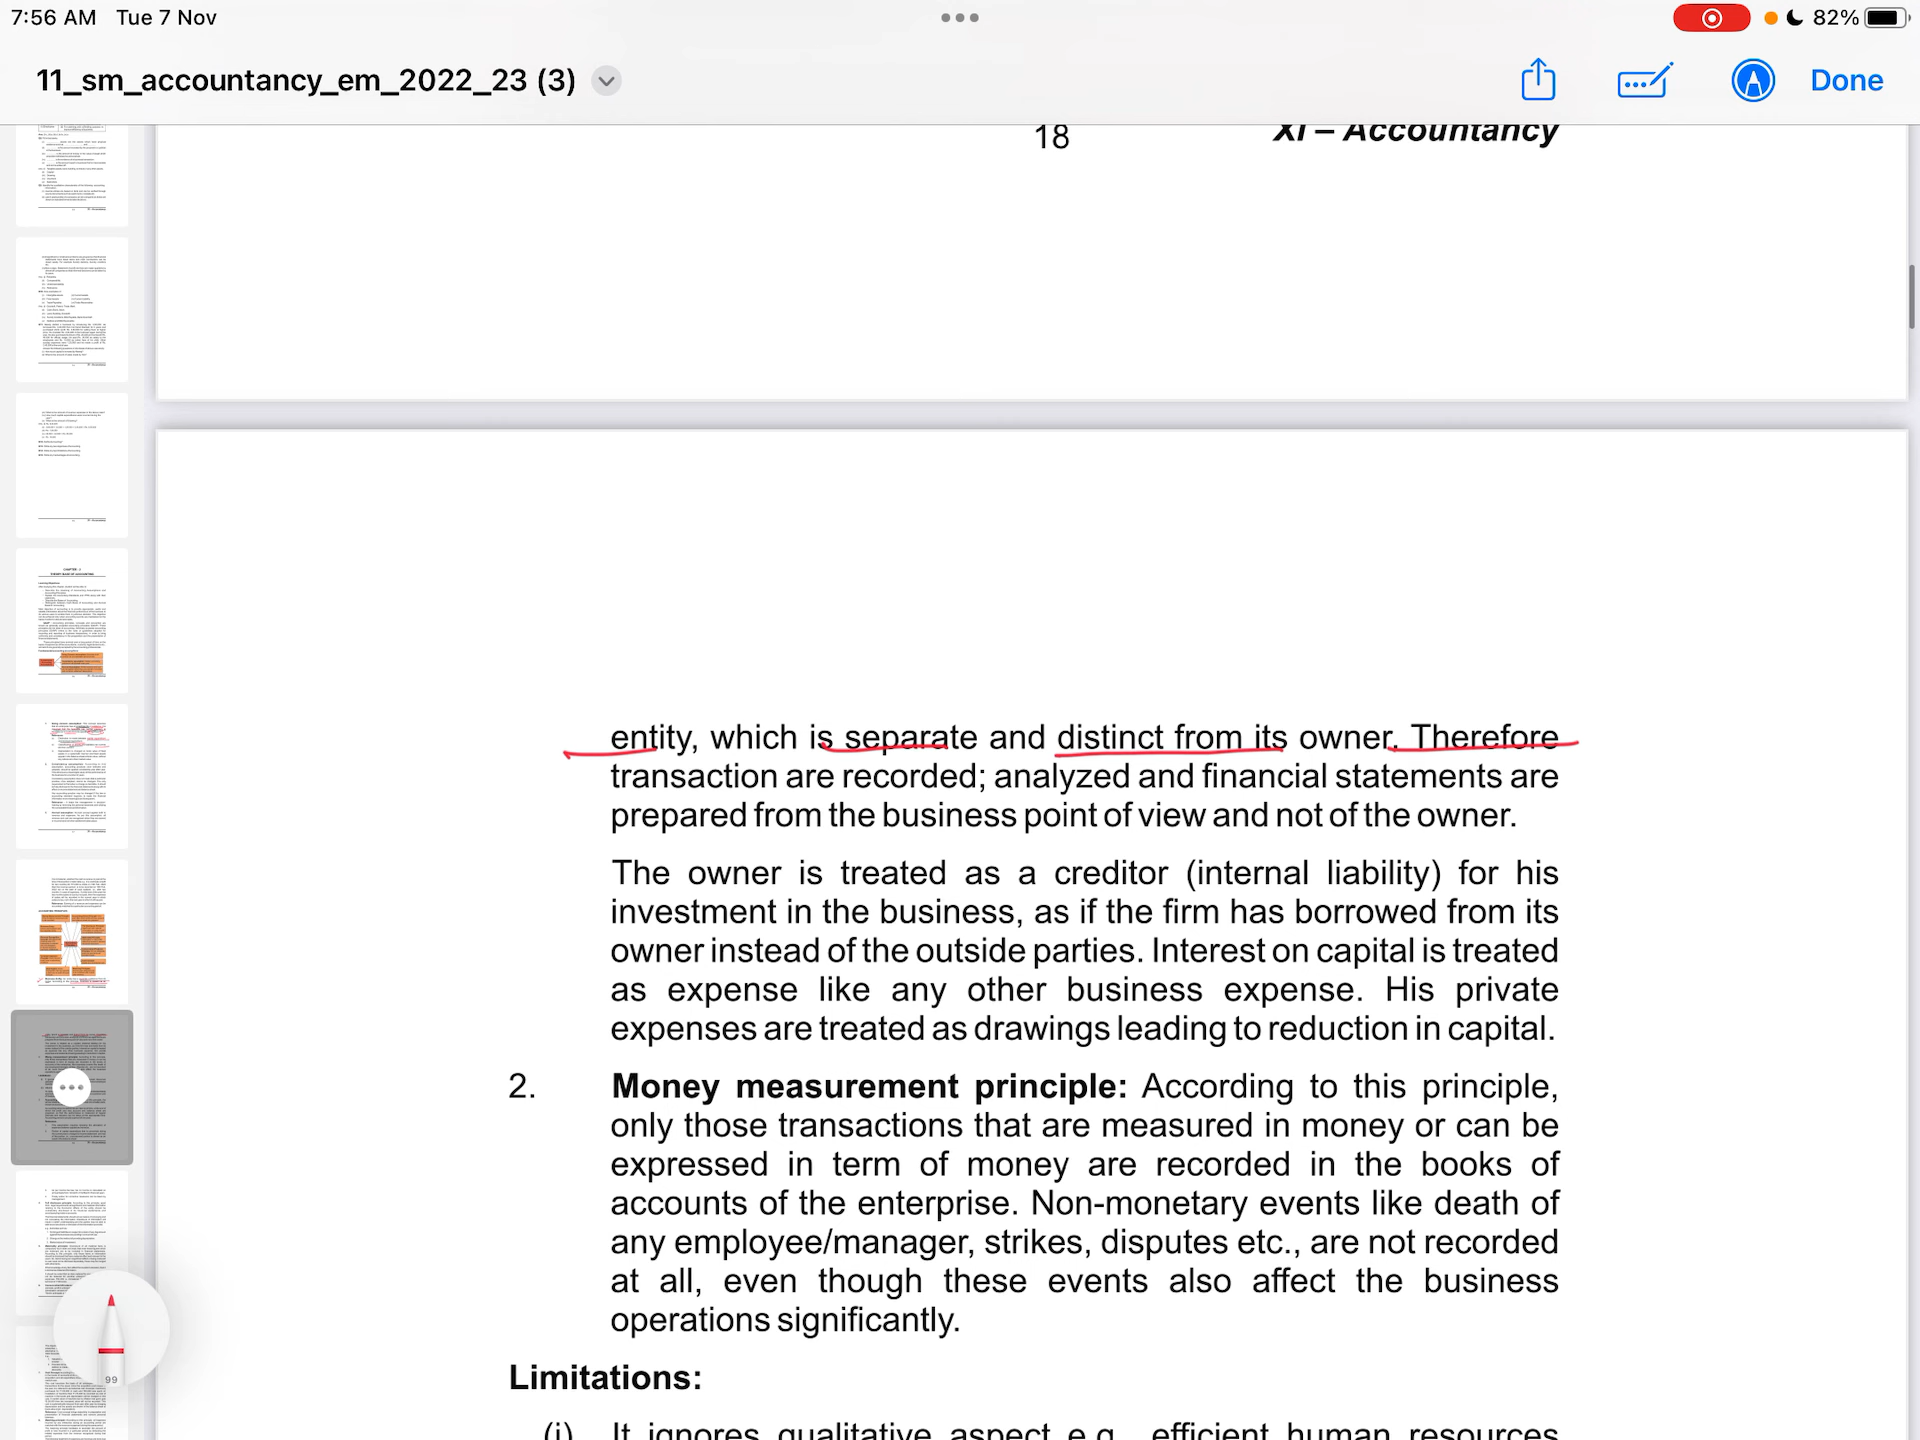 7:56 AM Tue 7 Nov
82%
11_sm_accountancy_em_2022_23 (3)
Done
18 XI – Accountancy
entity, which is separate and distinct from its owner. Therefore
transaction are recorded; analyzed and financial statements are
prepared from the business point of view and not of the owner.
The owner is treated as a creditor (internal liability) for his
investment in the business, as if the firm has borrowed from its
owner instead of the outside parties. Interest on capital is treated
as expense like any other business expense. His private
expenses are treated as drawings leading to reduction in capital.
2. Money measurement principle: According to this principle,
only those transactions that are measured in money or can be
expressed in term of money are recorded in the books of
accounts of the enterprise. Non-monetary events like death of
any employee/manager, strikes, disputes etc., are not recorded
at all, even though these events also affect the business
operations significantly.
Limitations:
(i) It ignores qualitative aspect e.g., efficient human resources
99